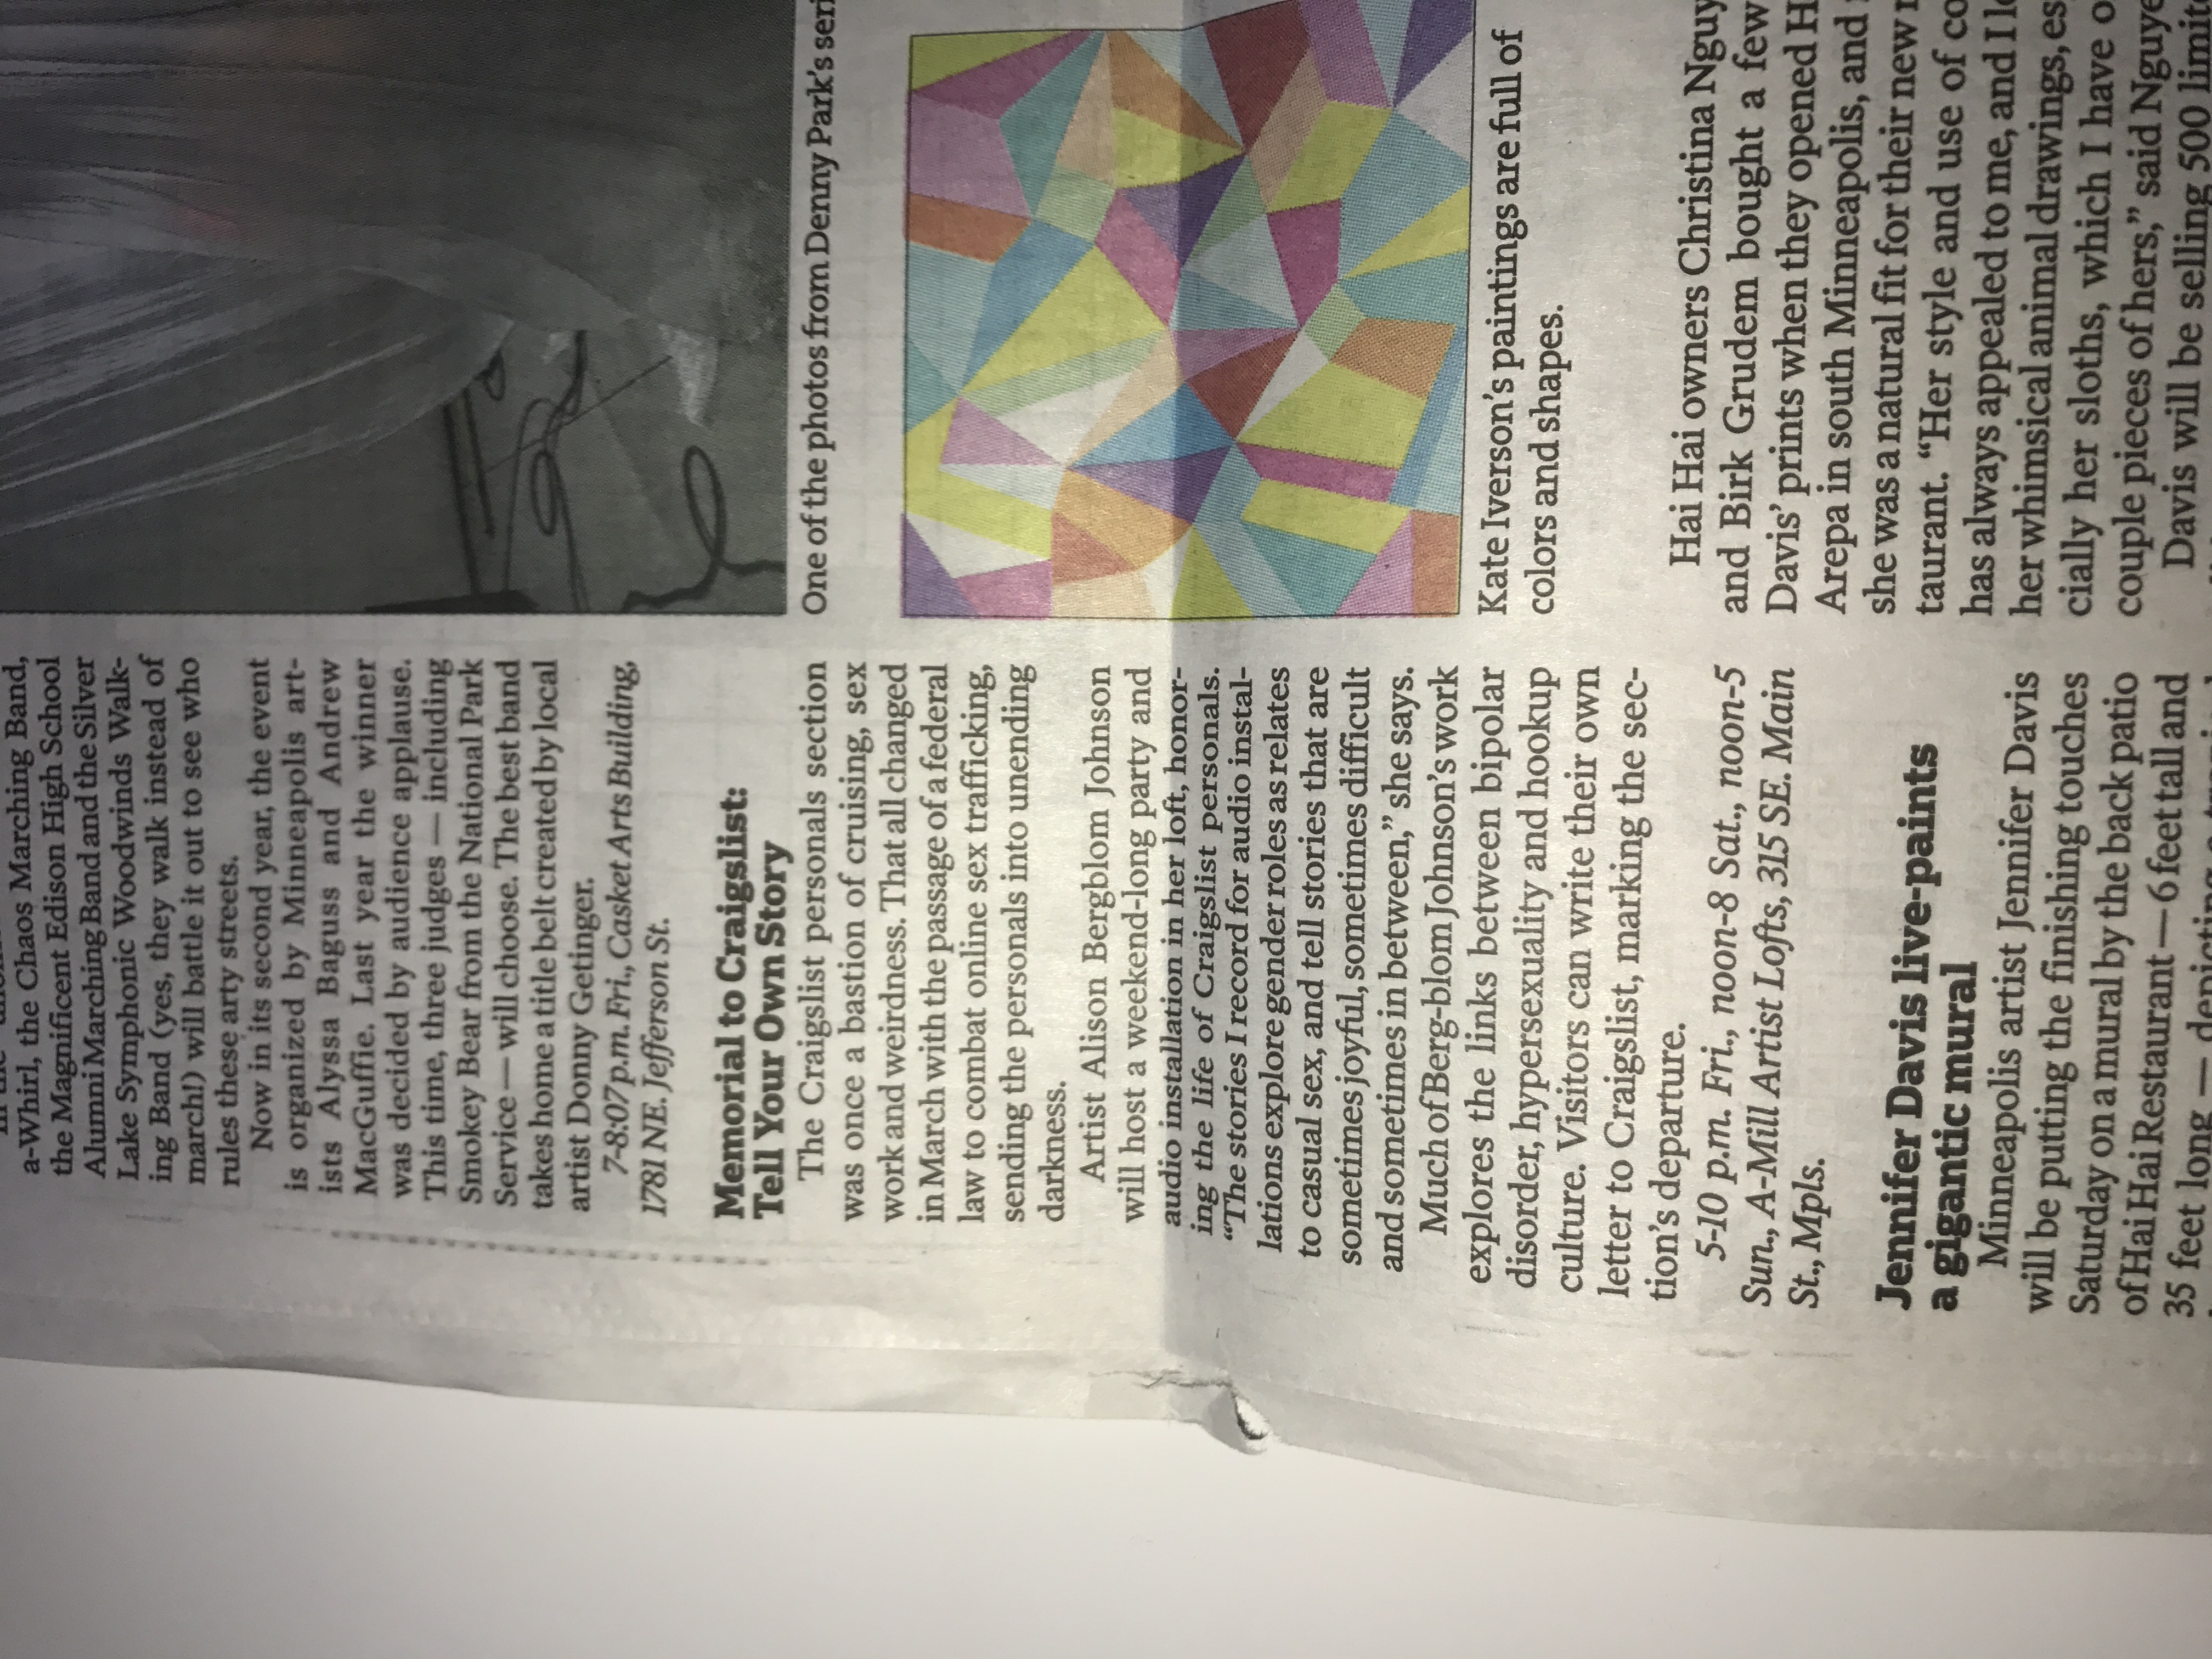 a-Whirl, the Chaos Marching Band,
the Magnificent Edison High School
Alumni Marching Band and the Silver
Lake Symphonic Woodwinds Walk-
ing Band (yes, they walk instead of
march!) will battle it out to see who
rules these arty streets.
Now in its second year, the event
is organized by Minneapolis art-
ists Alyssa Baguss and Andrew
MacGuffie. Last year the winner
was decided by audience applause.
This time, three judges — including
Smokey Bear from the National Park
Service — will choose. The best band
takes home a title belt created by local
artist Donny Getinger.
7-8:07 p.m. Fri., Casket Arts Building,
1781 NE. Jefferson St.
Memorial to Craigslist:
Tell Your Own Story
The Craigslist personals section
was once a bastion of cruising, sex
work and weirdness. That all changed
in March with the passage of a federal
law to combat online sex trafficking,
sending the personals into unending
darkness.
Artist Alison Bergblom Johnson
will host a weekend-long party and
audio installation in her loft, honor-
ing the life of Craigslist personals.
“The stories I record for audio instal-
lations explore gender roles as relates
to casual sex, and tell stories that are
sometimes joyful, sometimes difficult
and sometimes in between,” she says.
Much of Berg-blom Johnson’s work
explores the links between bipolar
disorder, hypersexuality and hookup
culture. Visitors can write their own
letter to Craigslist, marking the sec-
tion’s departure.
5-10 p.m. Fri., noon-8 Sat., noon-5
Sun., A-Mill Artist Lofts, 315 SE. Main
St., Mpls.
Jennifer Davis live-paints
a gigantic mural
Minneapolis artist Jennifer Davis
will be putting the finishing touches
Saturday on a mural by the back patio
of Hai Hai Restaurant — 6 feet tall and
35 feet long — depicting a
One of the photos from Denny Park’s seri
Kate Iverson’s paintings are full of
colors and shapes.
Hai Hai owners Christina Nguy
and Birk Grudem bought a few
Davis’ prints when they opened H
Arepa in south Minneapolis, and
she was a natural fit for their new r
taurant. “Her style and use of co
has always appealed to me, and I l
her whimsical animal drawings, es
cially her sloths, which I have o
couple pieces of hers,” said Nguye
Davis will be selling 500 limit